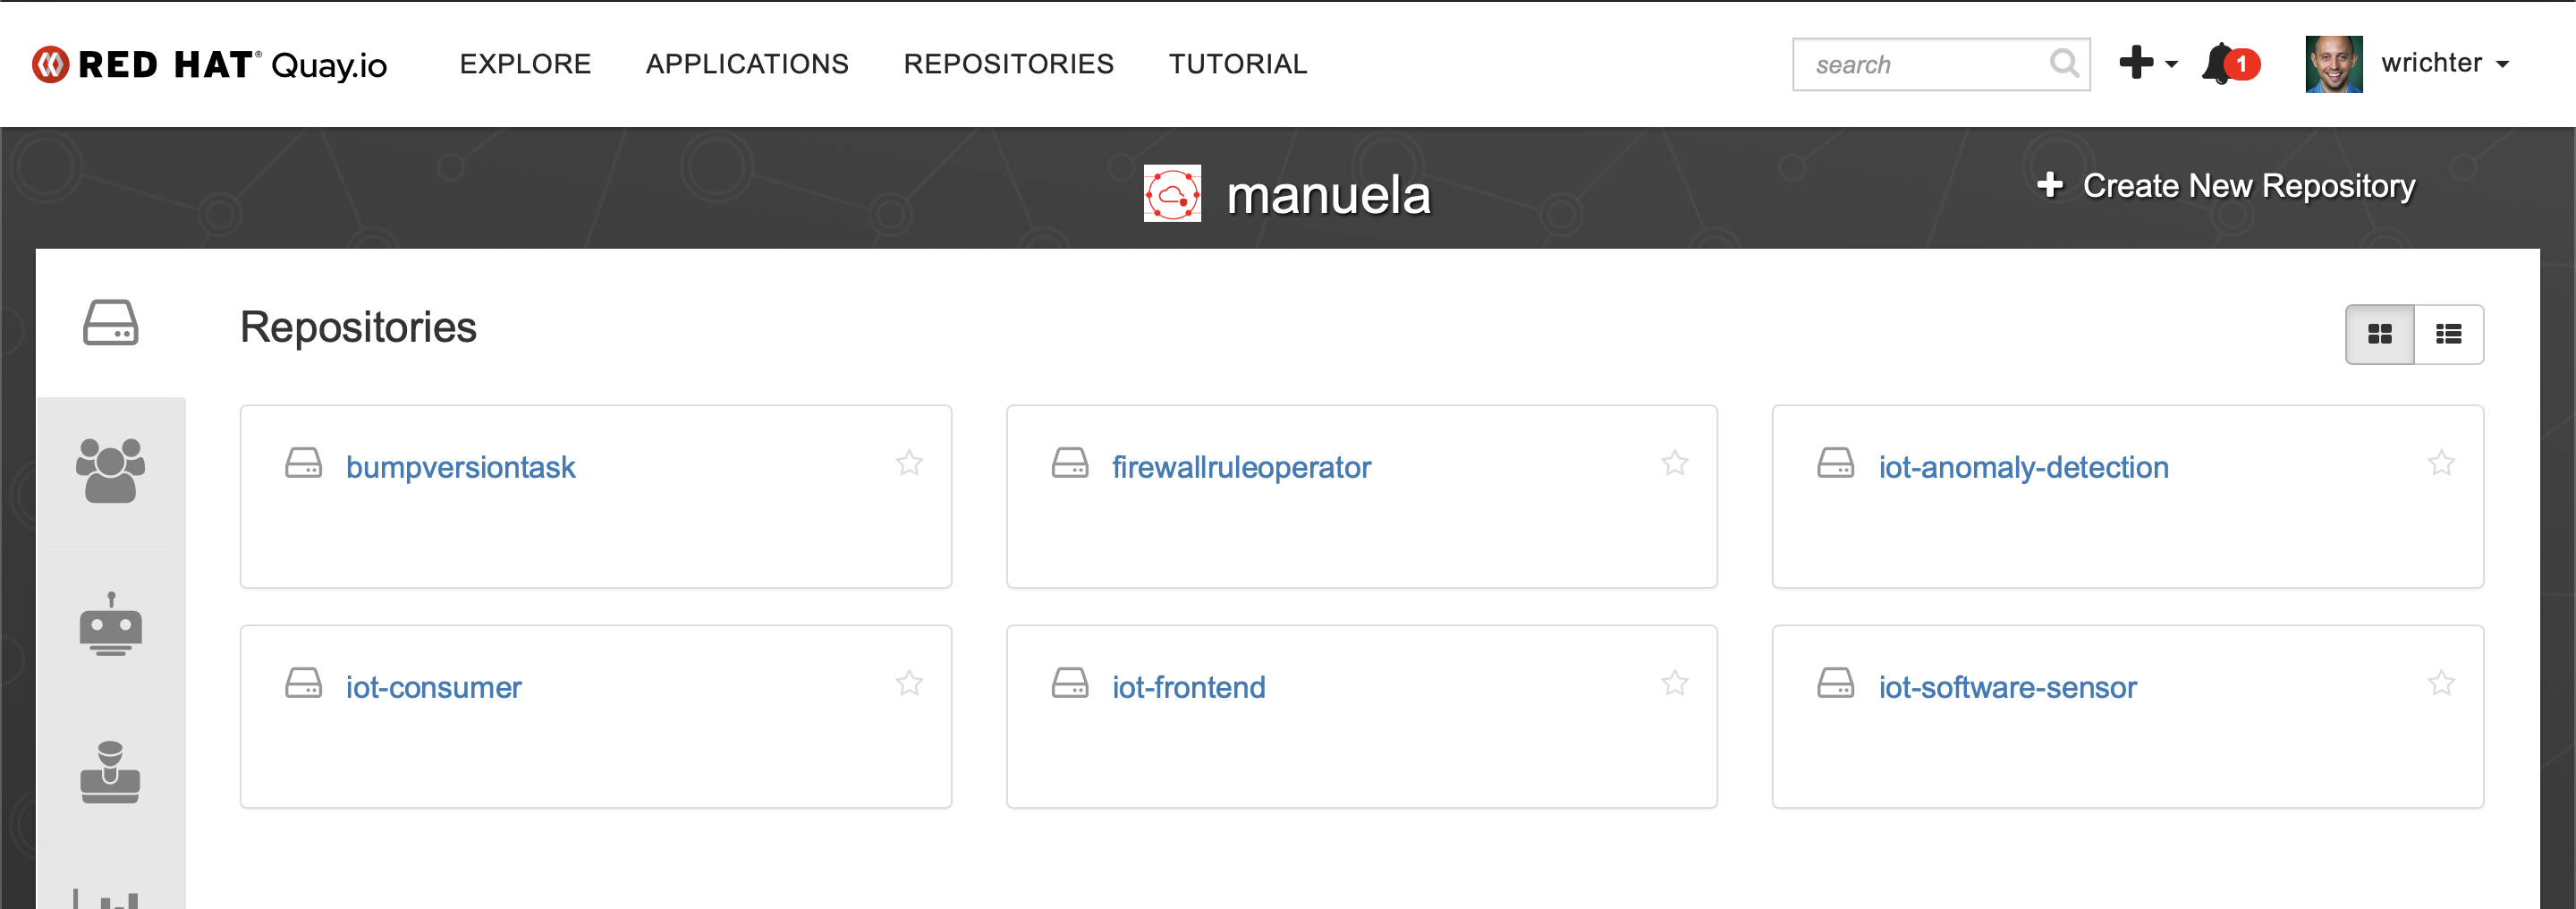 RED HAT® Quay.io EXPLORE APPLICATIONS REPOSITORIES TUTORIAL search 1 wrichter
manuela
Create New Repository
Repositories
bumpversiontask firewallruleoperator iot-anomaly-detection
iot-consumer iot-frontend iot-software-sensor